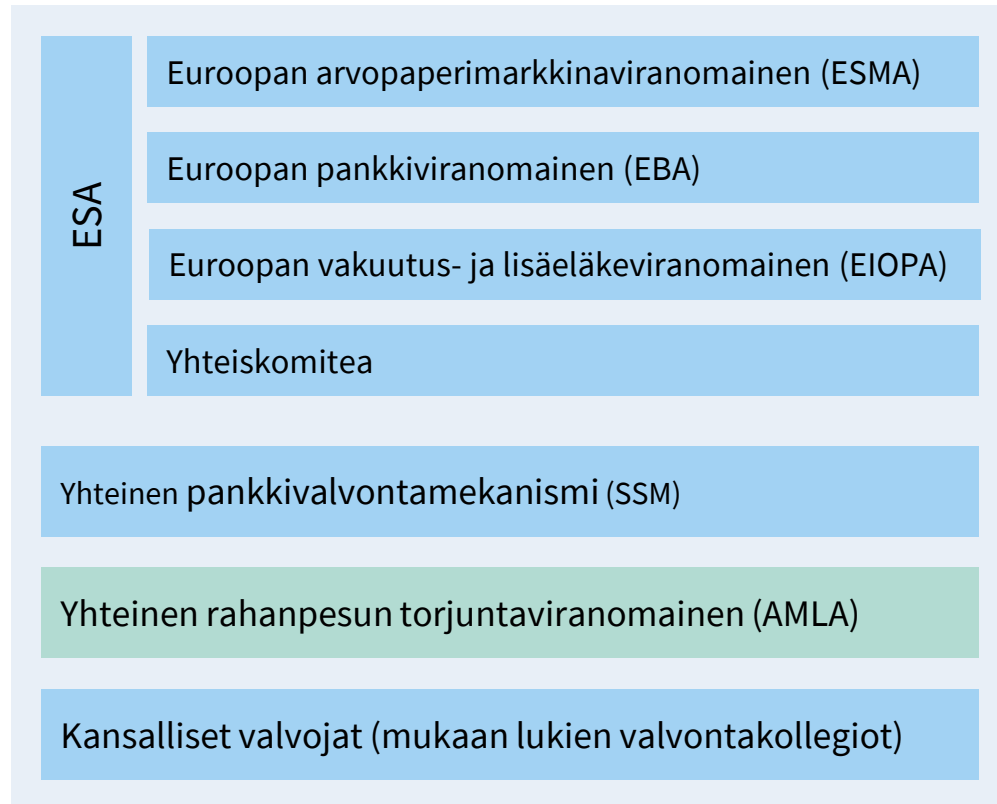 ESA
Euroopan arvopaperimarkkinaviranomainen (ESMA)
Euroopan pankkiviranomainen (EBA)
Euroopan vakuutus- ja lisäeläkeviranomainen (EIOPA)
Yhteiskomitea
Yhteinen pankkivalvontamekanismi (SSM)
Yhteinen rahanpesun torjuntaviranomainen (AMLA)
Kansalliset valvojat (mukaan lukien valvontakollegiot)